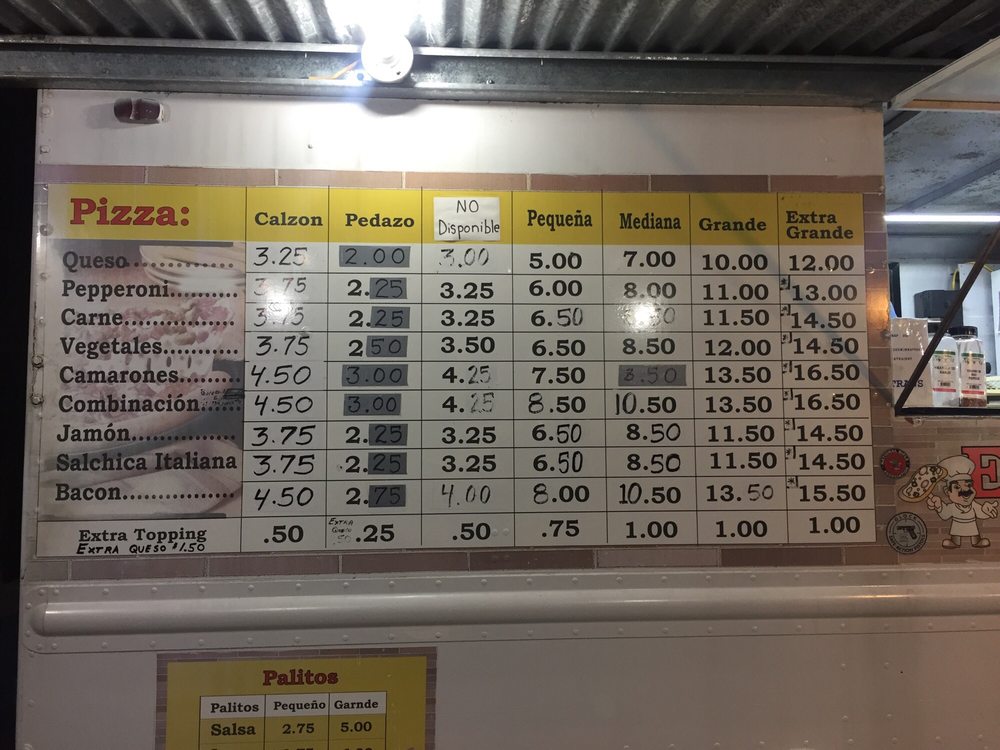 Pizza: Calzon Pedazo NO Disponible Pequeña Mediana Grande Extra Grande
Queso 3.25 2.00 3.00 5.00 7.00 10.00 12.00
Pepperoni 3.75 2.25 3.25 6.00 8.00 11.00 13.00
Carne 3.75 2.25 3.25 6.50 11.50 14.50
Vegetales 3.75 2.50 3.50 6.50 8.50 12.00 14.50
Camarones 4.50 3.00 4.25 7.50 8.50 13.50 16.50
Combinación 4.50 3.00 4.25 8.50 10.50 13.50 16.50
Jamón 3.75 2.25 3.25 6.50 8.50 11.50 14.50
Salchica Italiana 3.75 2.25 3.25 6.50 8.50 11.50 14.50
Bacon 4.50 2.75 4.00 8.00 10.50 13.50 15.50
Extra Topping .50 .25 .50 .75 1.00 1.00 1.00
EXTRA QUESO $1.50
Palitos
Palitos Pequeño Garnde
Salsa 2.75 5.00